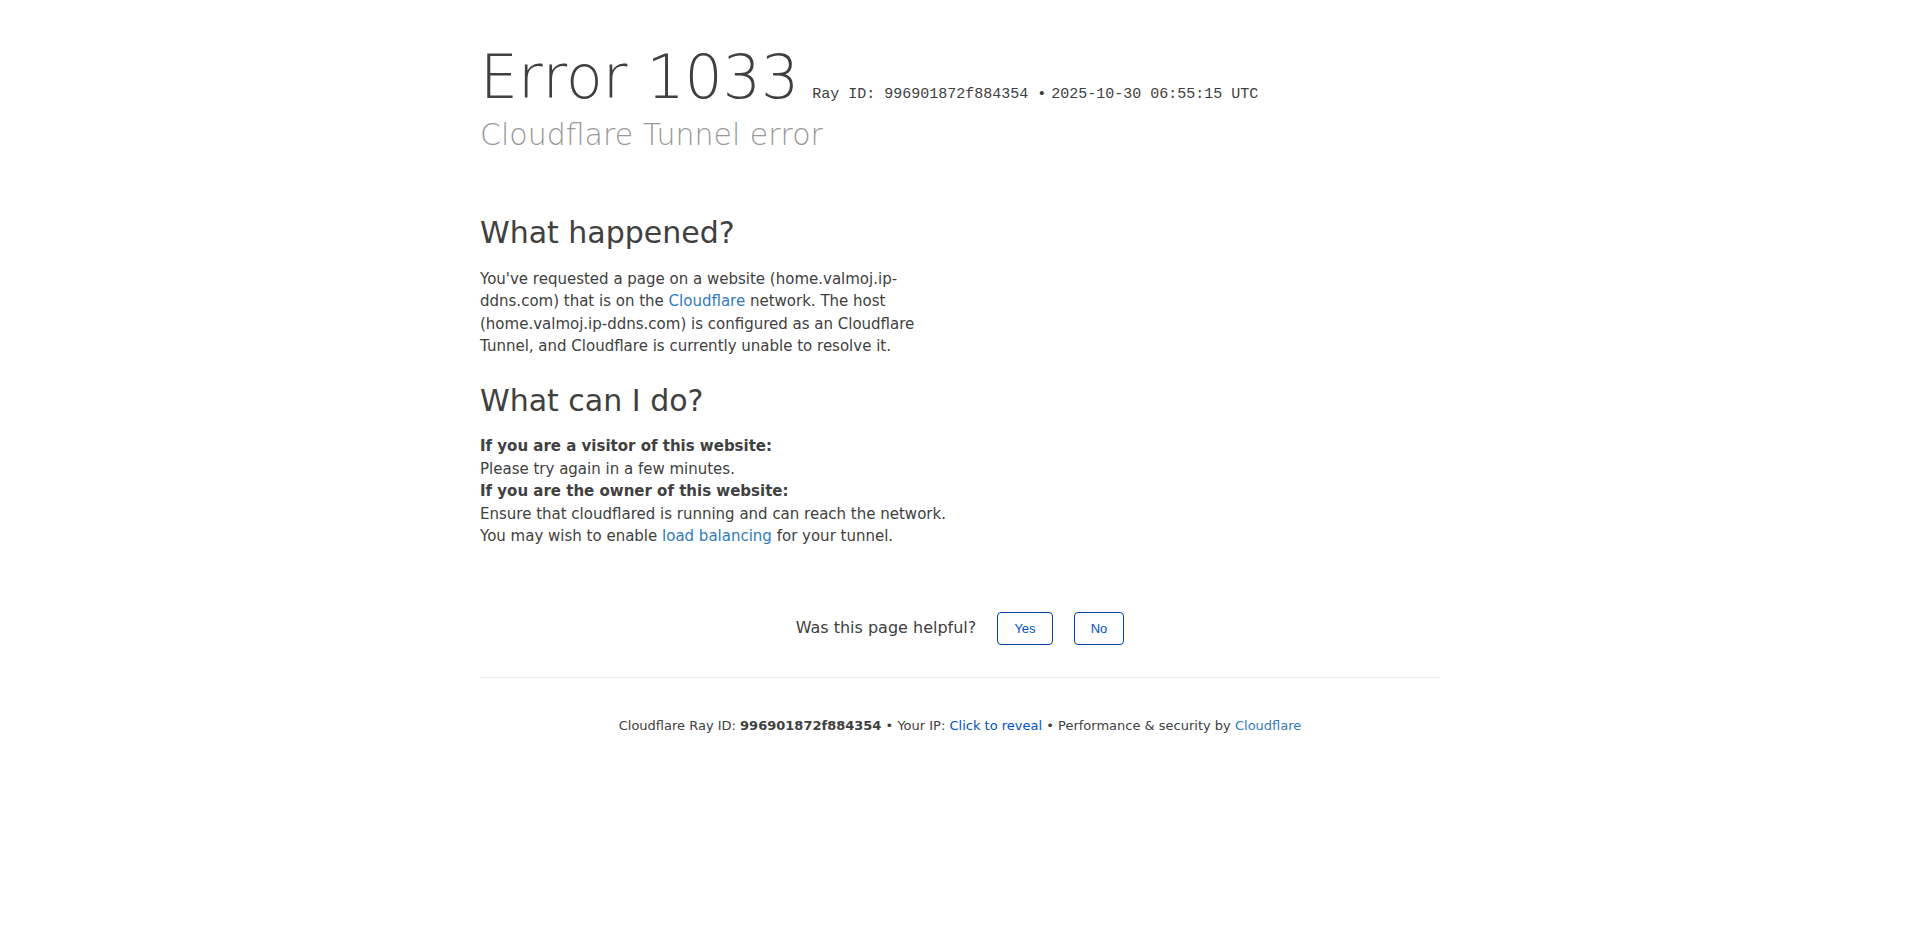 Error 1033 Ray ID: 996901872f884354 • 2025-10-30 06:55:15 UTC
Cloudflare Tunnel error
What happened?
You've requested a page on a website (home.valmoj.ip-
ddns.com) that is on the Cloudflare network. The host
(home.valmoj.ip-ddns.com) is configured as an Cloudflare
Tunnel, and Cloudflare is currently unable to resolve it.
What can I do?
If you are a visitor of this website:
Please try again in a few minutes.
If you are the owner of this website:
Ensure that cloudflared is running and can reach the network.
You may wish to enable load balancing for your tunnel.
Was this page helpful? Yes No
Cloudflare Ray ID: 996901872f884354 • Your IP: Click to reveal • Performance & security by Cloudflare